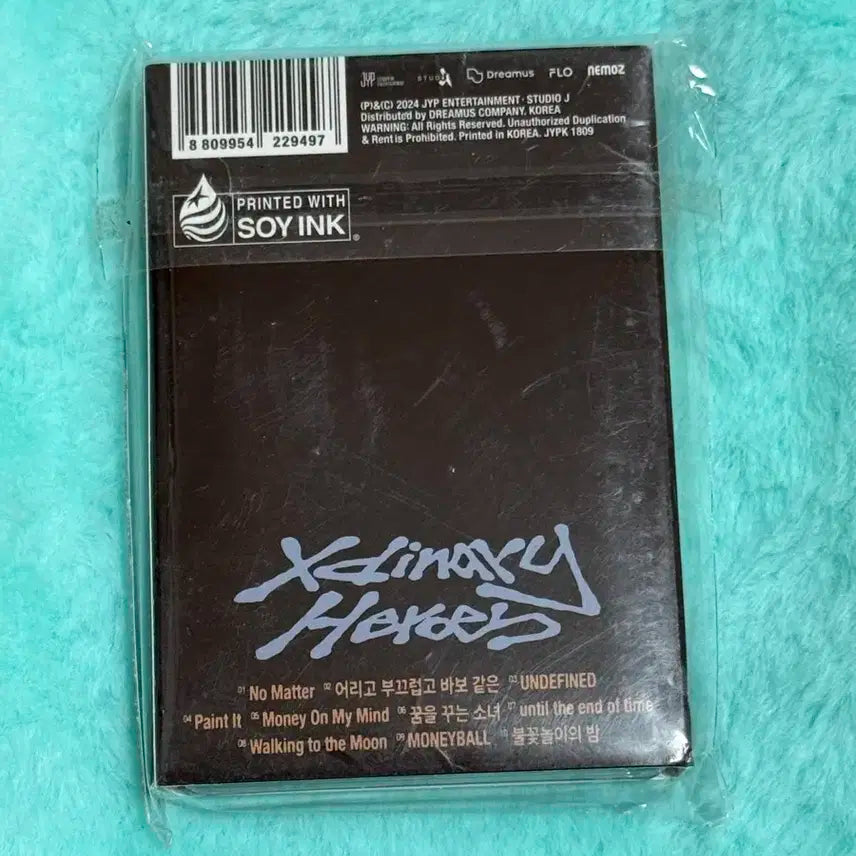 8 809954 229497
JYP STUDIO J Dreamus FLO nemoz
(P)&(C) 2024 JYP ENTERTAINMENT · STUDIO J
Distributed by DREAMUS COMPANY. KOREA
WARNING: All Rights Reserved. Unauthorized Duplication
& Rent is Prohibited. Printed in KOREA. JYPK 1809
PRINTED WITH
SOY INK®
Xdinary
Heroes
01 No Matter 02 어리고 부끄럽고 바보 같은 03 UNDEFINED
04 Paint It 05 Money On My Mind 06 꿈을 꾸는 소녀 07 until the end of time
08 Walking to the Moon 09 MONEYBALL 10 불꽃놀이의 밤